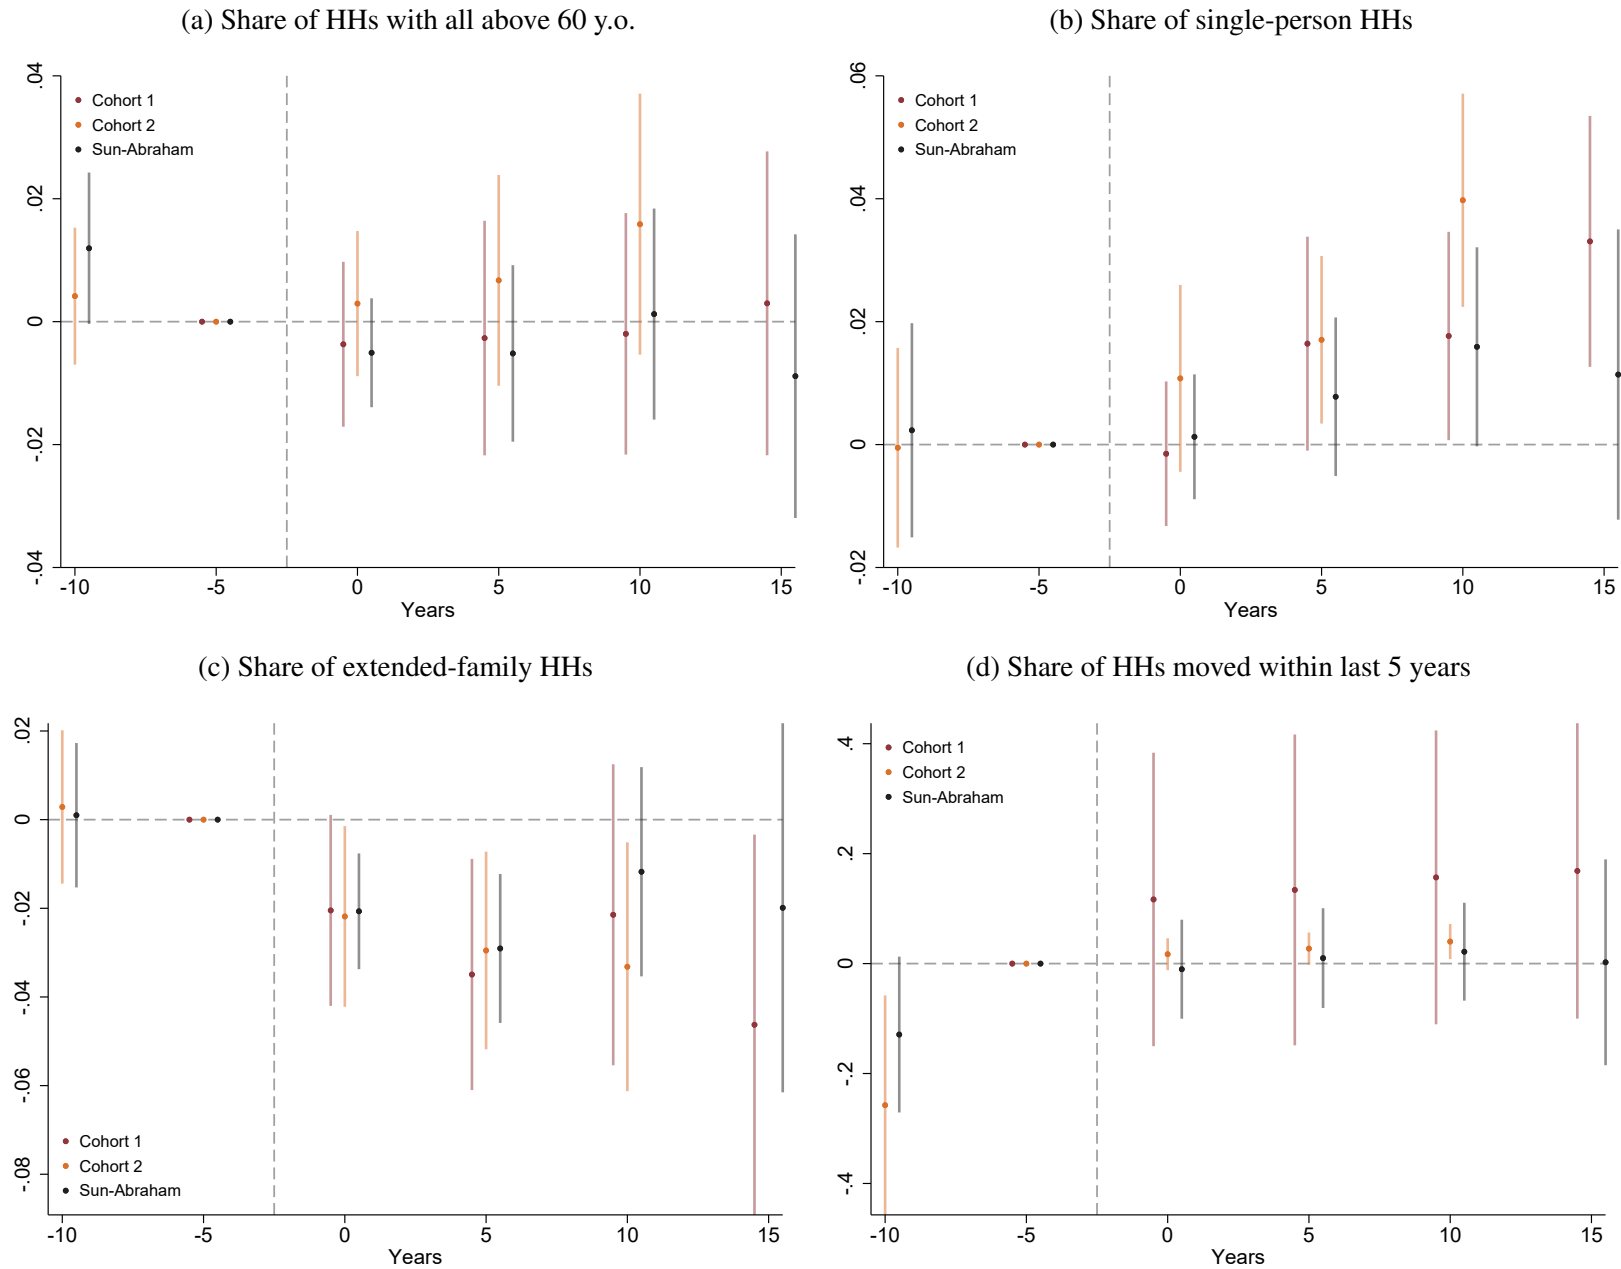 (a) Share of HHs with all above 60 y.o.
.04
.02
0
-.02
-.04
Cohort 1
Cohort 2
Sun-Abraham
-10 -5 0 5 10 15
Years
(b) Share of single-person HHs
.06
.04
.02
0
-.02
Cohort 1
Cohort 2
Sun-Abraham
-10 -5 0 5 10 15
Years
(c) Share of extended-family HHs
.02
0
-.02
-.04
-.06
-.08
Cohort 1
Cohort 2
Sun-Abraham
-10 -5 0 5 10 15
Years
(d) Share of HHs moved within last 5 years
.4
.2
0
-.2
-.4
Cohort 1
Cohort 2
Sun-Abraham
-10 -5 0 5 10 15
Years